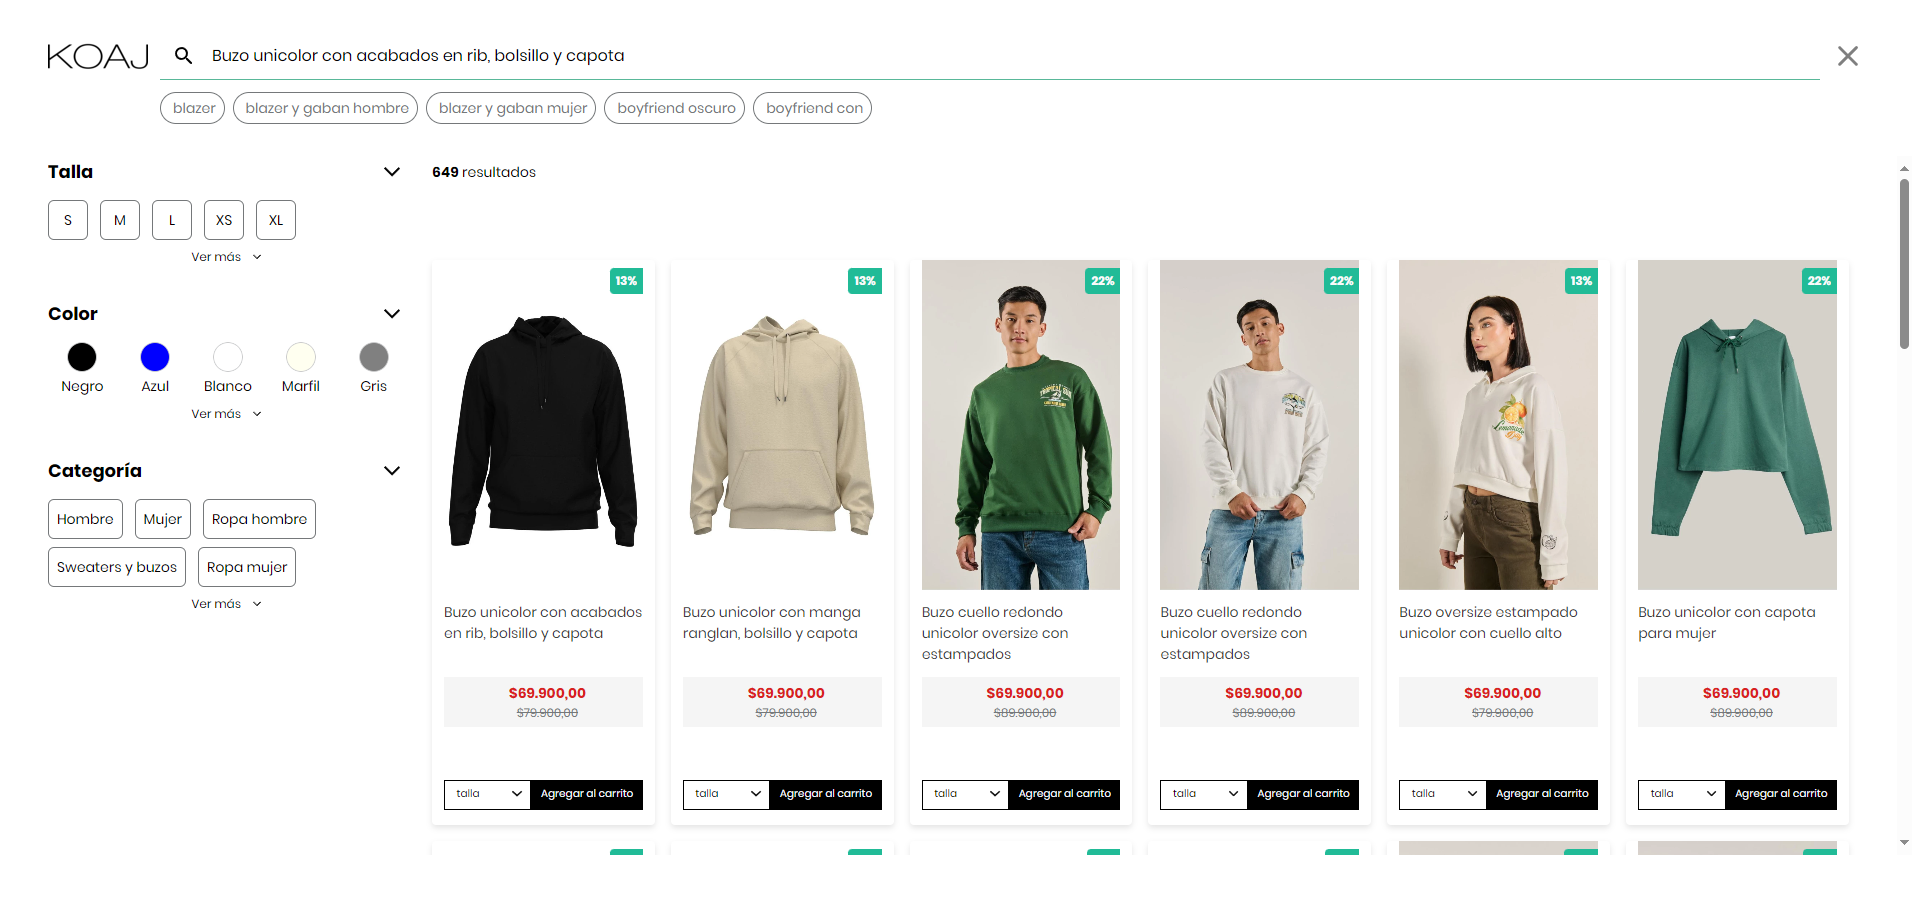 KOAJ
Buzo unicolor con acabados en rib, bolsillo y capota
blazer
blazer y gaban hombre
blazer y gaban mujer
boyfriend oscuro
boyfriend con
Talla
S
M
L
XS
XL
Ver más
Color
Negro
Azul
Blanco
Marfil
Gris
Ver más
Categoría
Hombre
Mujer
Ropa hombre
Sweaters y buzos
Ropa mujer
Ver más
649 resultados
13%
Buzo unicolor con acabados
en rib, bolsillo y capota
$69.900,00
$79.900,00
talla
Agregar al carrito
13%
Buzo unicolor con manga
ranglan, bolsillo y capota
$69.900,00
$79.900,00
talla
Agregar al carrito
22%
Buzo cuello redondo
unicolor oversize con
estampados
$69.900,00
$89.900,00
talla
Agregar al carrito
22%
Buzo cuello redondo
unicolor oversize con
estampados
$69.900,00
$89.900,00
talla
Agregar al carrito
13%
Lemonade
Buzo oversize estampado
unicolor con cuello alto
$69.900,00
$79.900,00
talla
Agregar al carrito
22%
Buzo unicolor con capota
para mujer
$69.900,00
$89.900,00
talla
Agregar al carrito